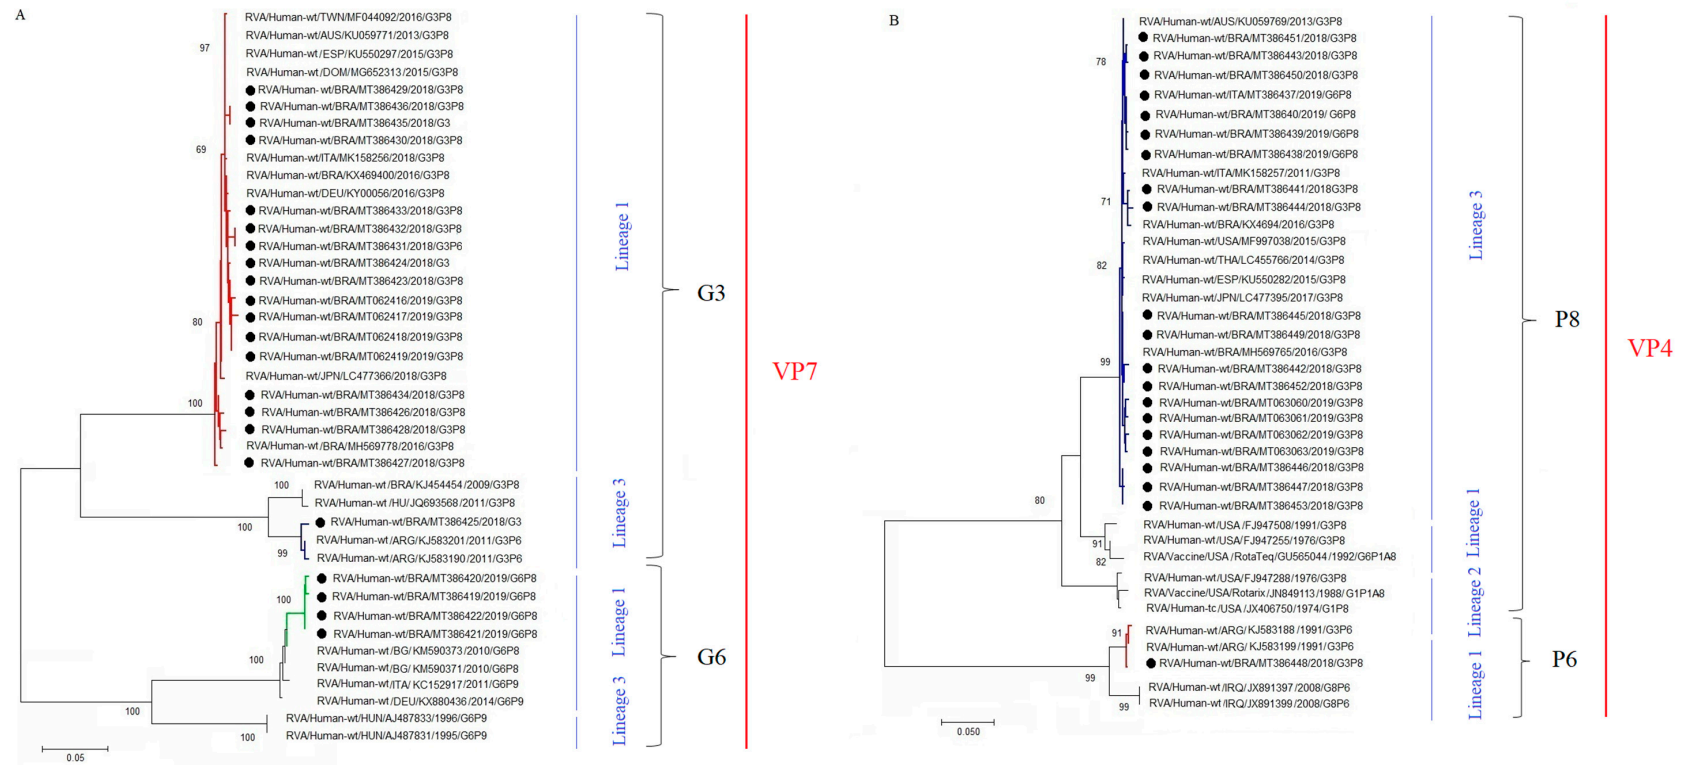 A
RVA/Human-wt/TWN/MF044092/2016/G3P8
RVA/Human-wt/AUS/KU059771/2013/G3P8
97
RVA/Human-wt/ESP/KU550297/2015/G3P8
RVA/Human-wt/DOM/MG652313/2015/G3P8
RVA/Human-wt/BRA/MT386429/2018/G3P8
RVA/Human-wt/BRA/MT386436/2018/G3P8
RVA/Human-wt/BRA/MT386435/2018/G3
RVA/Human-wt/BRA/MT386430/2018/G3P8
69
RVA/Human-wt/ITA/MK158256/2018/G3P8
RVA/Human-wt/BRA/KX469400/2016/G3P8
RVA/Human-wt/DEU/KY00056/2016/G3P8
RVA/Human-wt/BRA/MT386433/2018/G3P8
RVA/Human-wt/BRA/MT386432/2018/G3P8
RVA/Human-wt/BRA/MT386431/2018/G3P6
RVA/Human-wt/BRA/MT386424/2018/G3
RVA/Human-wt/BRA/MT386423/2018/G3P8
RVA/Human-wt/BRA/MT062416/2019/G3P8
RVA/Human-wt/BRA/MT062417/2019/G3P8
80
RVA/Human-wt/BRA/MT062418/2019/G3P8
RVA/Human-wt/BRA/MT062419/2019/G3P8
RVA/Human-wt/JPN/LC477366/2018/G3P8
RVA/Human-wt/BRA/MT386434/2018/G3P8
100
RVA/Human-wt/BRA/MT386426/2018/G3P8
RVA/Human-wt/BRA/MT386428/2018/G3P8
RVA/Human-wt/BRA/MH569778/2016/G3P8
RVA/Human-wt/BRA/MT386427/2018/G3P8
RVA/Human-wt/BRA/KJ454454/2009/G3P8
100
RVA/Human-wt/HU/JQ693568/2011/G3P8
RVA/Human-wt/BRA/MT386425/2018/G3
100
RVA/Human-wt/ARG/KJ583201/2011/G3P6
99
RVA/Human-wt/ARG/KJ583190/2011/G3P6
RVA/Human-wt/BRA/MT386420/2019/G6P8
RVA/Human-wt/BRA/MT386419/2019/G6P8
100
RVA/Human-wt/BRA/MT386422/2019/G6P8
RVA/Human-wt/BRA/MT386421/2019/G6P8
RVA/Human-wt/BG/KM590373/2010/G6P8
100
RVA/Human-wt/BG/KM590371/2010/G6P8
RVA/Human-wt/ITA/ KC152917/2011/G6P9
RVA/Human-wt/DEU/KX880436/2014/G6P9
100
RVA/Human-wt/HUN/AJ487833/1996/G6P9
100
RVA/Human-wt/HUN/AJ487831/1995/G6P9
0.05
Lineage 1
Lineage 3
Lineage 1
Lineage 3
G3
G6
VP7
B
RVA/Human-wt/AUS/KU059769/2013/G3P8
RVA/Human-wt/BRA/MT386451/2018/G3P8
RVA/Human-wt/BRA/MT386443/2018/G3P8
78
RVA/Human-wt/BRA/MT386450/2018/G3P8
RVA/Human-wt/ITA/MT386437/2019/G6P8
RVA/Human-wt/BRA/MT38640/2019/ G6P8
RVA/Human-wt/BRA/MT386439/2019/G6P8
RVA/Human-wt/BRA/MT386438/2019/G6P8
RVA/Human-wt/ITA/MK158257/2011/G3P8
RVA/Human-wt/BRA/MT386441/2018G3P8
71
RVA/Human-wt/BRA/MT386444/2018/G3P8
RVA/Human-wt/BRA/KX4694/2016/G3P8
RVA/Human-wt/USA/MF997038/2015/G3P8
RVA/Human-wt/THA/LC455766/2014/G3P8
82
RVA/Human-wt/ESP/KU550282/2015/G3P8
RVA/Human-wt/JPN/LC477395/2017/G3P8
RVA/Human-wt/BRA/MT386445/2018/G3P8
RVA/Human-wt/BRA/MT386449/2018/G3P8
RVA/Human-wt/BRA/MH569765/2016/G3P8
99
RVA/Human-wt/BRA/MT386442/2018/G3P8
RVA/Human-wt/BRA/MT386452/2018/G3P8
RVA/Human-wt/BRA/MT063060/2019/G3P8
RVA/Human-wt/BRA/MT063061/2019/G3P8
RVA/Human-wt/BRA/MT063062/2019/G3P8
RVA/Human-wt/BRA/MT063063/2019/G3P8
RVA/Human-wt/BRA/MT386446/2018/G3P8
RVA/Human-wt/BRA/MT386447/2018/G3P8
80
RVA/Human-wt/BRA/MT386453/2018/G3P8
RVA/Human-wt/USA/FJ947508/1991/G3P8
91
RVA/Human-wt/USA/FJ947255/1976/G3P8
82
RVA/Vaccine/USA/RotaTeq/GU565044/1992/G6P1A8
RVA/Human-wt/USA/FJ947288/1976/G3P8
RVA/Vaccine/USA/Rotarix/JN849113/1988/G1P1A8
RVA/Human-tc/USA/JX406750/1974/G1P8
91
RVA/Human-wt/ARG/KJ583188/1991/G3P6
RVA/Human-wt/ARG/ KJ583199/1991/G3P6
RVA/Human-wt/BRA/MT386448/2018/G3P8
99
RVA/Human-wt/IRQ/JX891397/2008/G8P6
99
RVA/Human-wt/IRQ/JX891399/2008/G8P6
0.050
Lineage 3
Lineage 1
Lineage 2
Lineage 1
P8
P6
VP4